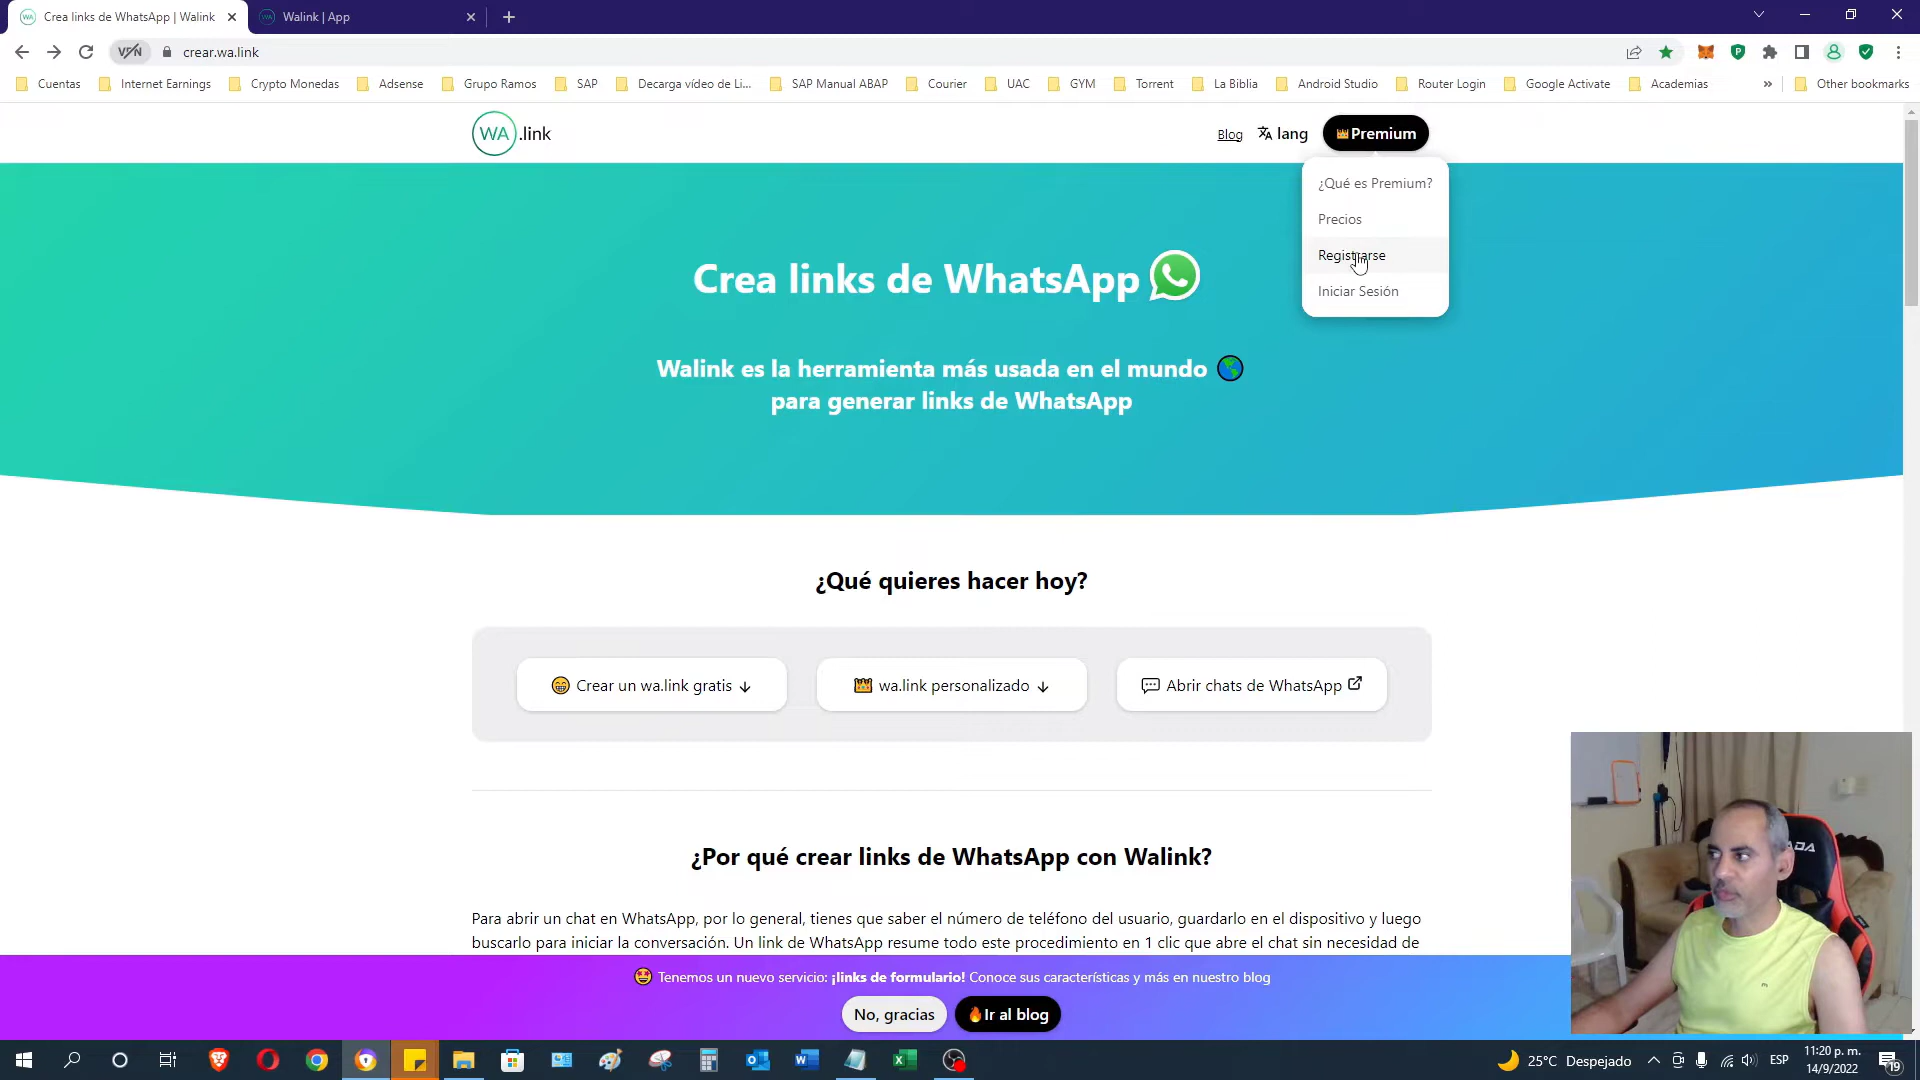 Crea links de WhatsApp | Walink
Walink | App
VPN
crear.wa.link
Cuentas
Internet Earnings
Crypto Monedas
Adsense
Grupo Ramos
SAP
Decarga vídeo de Li...
SAP Manual ABAP
Courier
UAC
GYM
Torrent
La Biblia
Android Studio
Router Login
Google Activate
Academias
»
Other bookmarks
WA.link
Blog
lang
Premium
¿Qué es Premium?
Precios
Registrarse
Iniciar Sesión
Crea links de WhatsApp
Walink es la herramienta más usada en el mundo
para generar links de WhatsApp
¿Qué quieres hacer hoy?
Crear un wa.link gratis ↓
wa.link personalizado ↓
Abrir chats de WhatsApp
¿Por qué crear links de WhatsApp con Walink?
Para abrir un chat en WhatsApp, por lo general, tienes que saber el número de teléfono del usuario, guardarlo en el dispositivo y luego
buscarlo para iniciar la conversación. Un link de WhatsApp resume todo este procedimiento en 1 clic que abre el chat sin necesidad de
Tenemos un nuevo servicio: ¡links de formulario! Conoce sus características y más en nuestro blog
No, gracias
Ir al blog
25°C Despejado
ESP
11:20 p. m.
14/9/2022
19